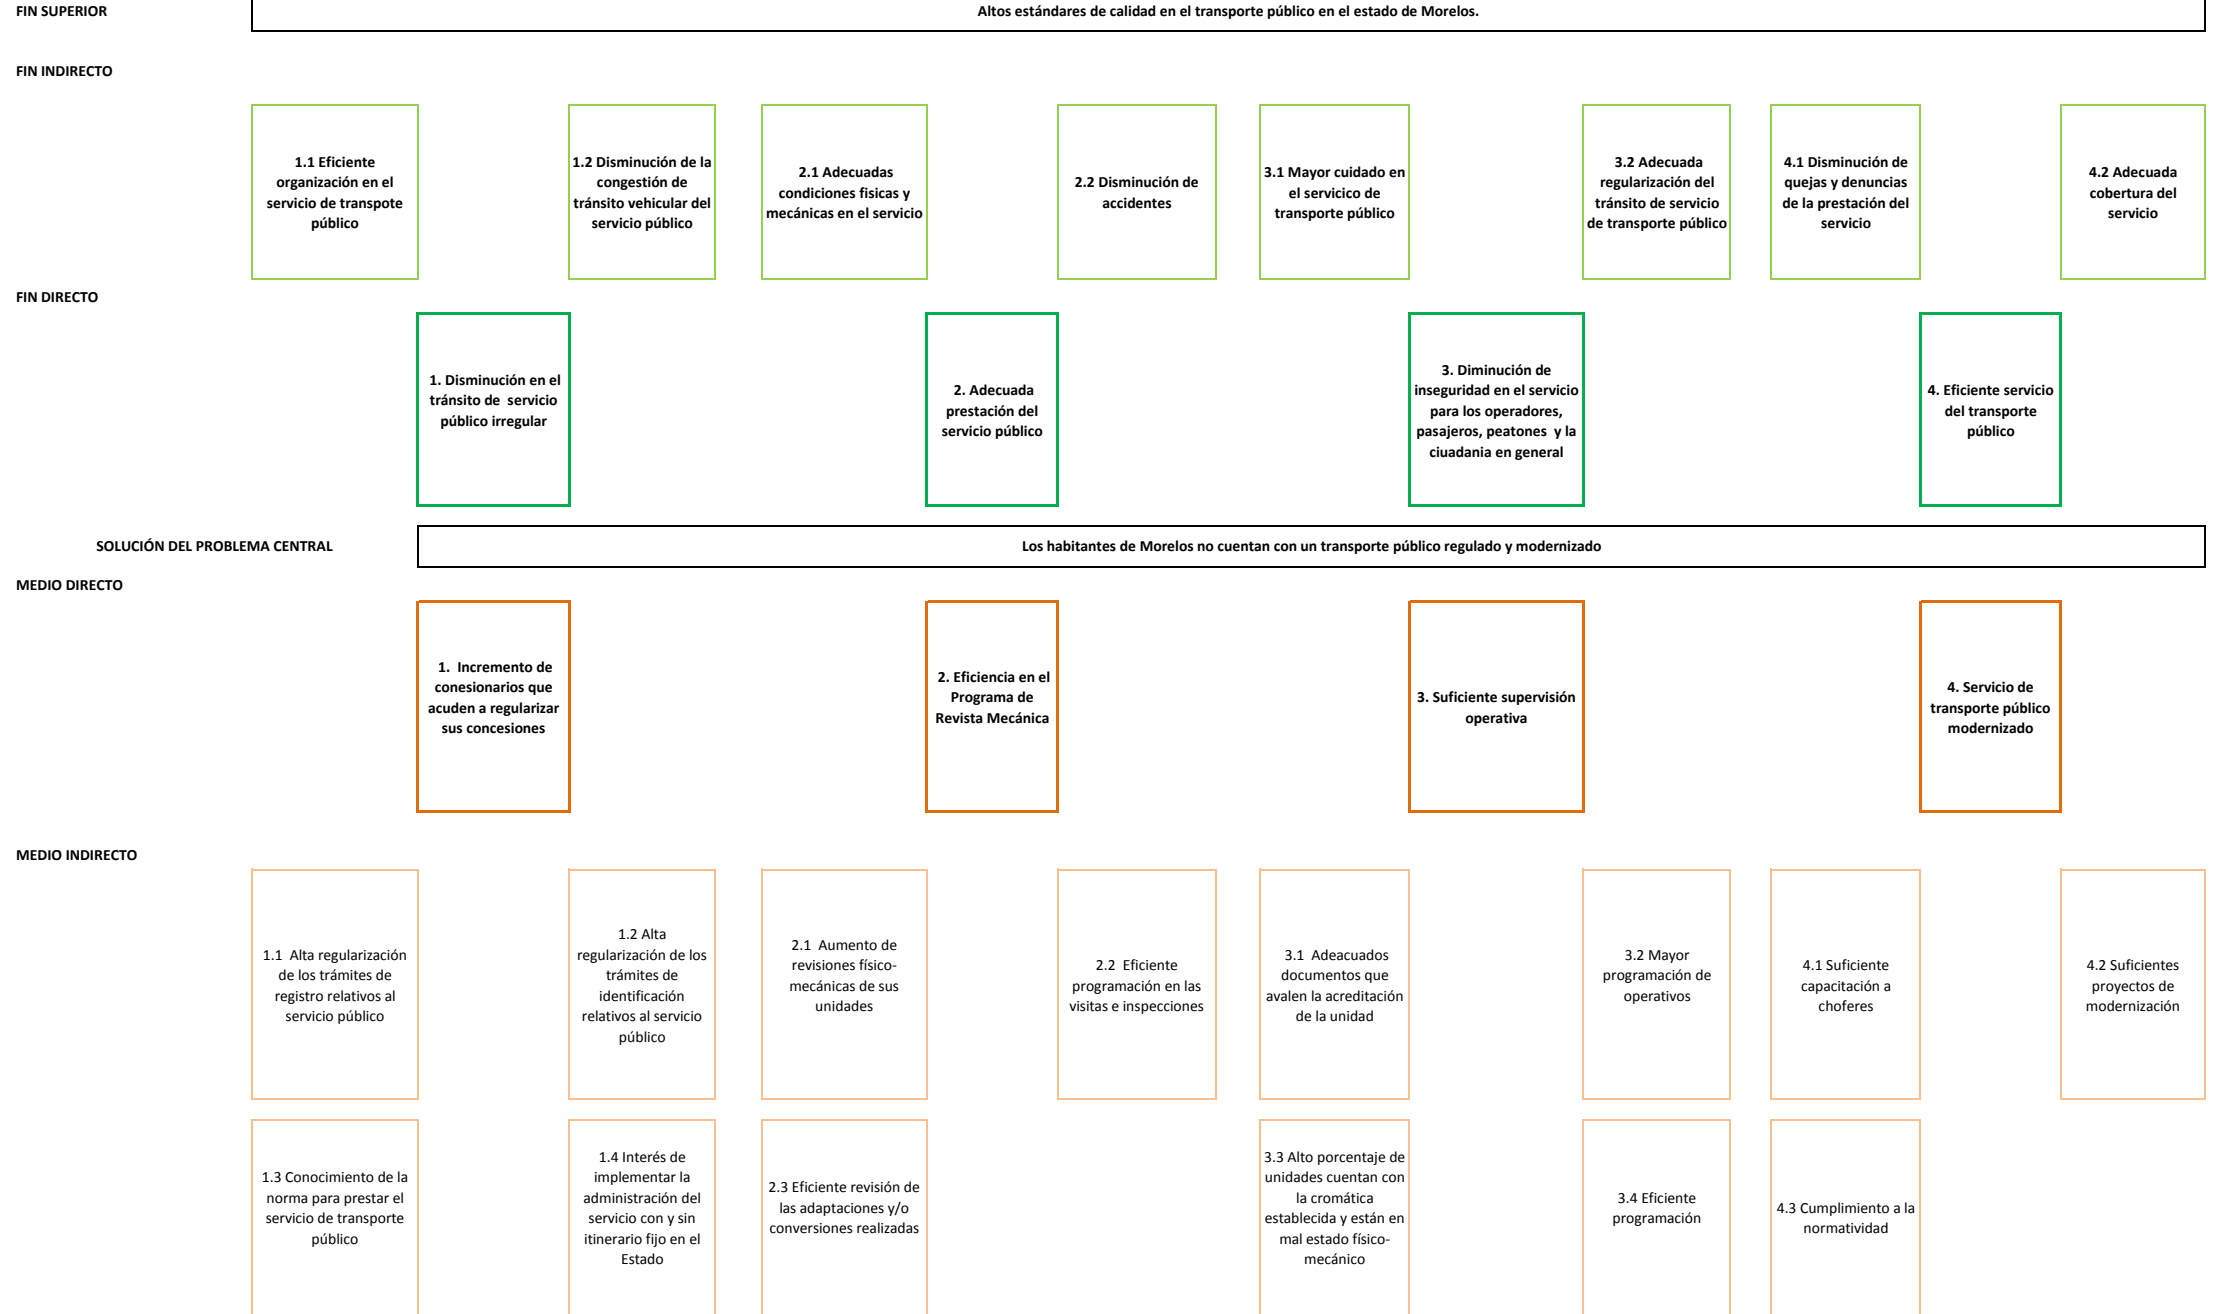 FIN SUPERIOR
Altos estándares de calidad en el transporte público en el estado de Morelos.
FIN INDIRECTO
1.1 Eficiente
organización en el
servicio de transpote
público
1.2 Disminución de la
congestión de
tránsito vehicular del
servicio público
2.1 Adecuadas
condiciones fisicas y
mecánicas en el servicio
2.2 Disminución de
accidentes
3.1 Mayor cuidado en
el servicico de
transporte público
3.2 Adecuada
regularización del
tránsito de servicio
de transporte público
4.1 Disminución de
quejas y denuncias
de la prestación del
servicio
4.2 Adecuada
cobertura del
servicio
FIN DIRECTO
1. Disminución en el
tránsito de  servicio
público irregular
2. Adecuada
prestación del
servicio público
3. Diminución de
inseguridad en el servicio
para los operadores,
pasajeros, peatones  y la
ciuadania en general
4. Eficiente servicio
del transporte
público
SOLUCIÓN DEL PROBLEMA CENTRAL
Los habitantes de Morelos no cuentan con un transporte público regulado y modernizado
MEDIO DIRECTO
1.  Incremento de
conesionarios que
acuden a regularizar
sus concesiones
2. Eficiencia en el
Programa de
Revista Mecánica
3. Suficiente supervisión
operativa
4. Servicio de
transporte público
modernizado
MEDIO INDIRECTO
1.1  Alta regularización
de los trámites de
registro relativos al
servicio público
1.2 Alta
regularización de los
trámites de
identificación
relativos al servicio
público
2.1  Aumento de
revisiones físico-
mecánicas de sus
unidades
2.2  Eficiente
programación en las
visitas e inspecciones
3.1  Adeacuados
documentos que
avalen la acreditación
de la unidad
3.2 Mayor
programación de
operativos
4.1 Suficiente
capacitación a
choferes
4.2 Suficientes
proyectos de
modernización
1.3 Conocimiento de la
norma para prestar el
servicio de transporte
público
1.4 Interés de
implementar la
administración del
servicio con y sin
itinerario fijo en el
Estado
2.3 Eficiente revisión de
las adaptaciones y/o
conversiones realizadas
3.3 Alto porcentaje de
unidades cuentan con
la cromática
establecida y están en
mal estado físico-
mecánico
3.4 Eficiente
programación
4.3 Cumplimiento a la
normatividad